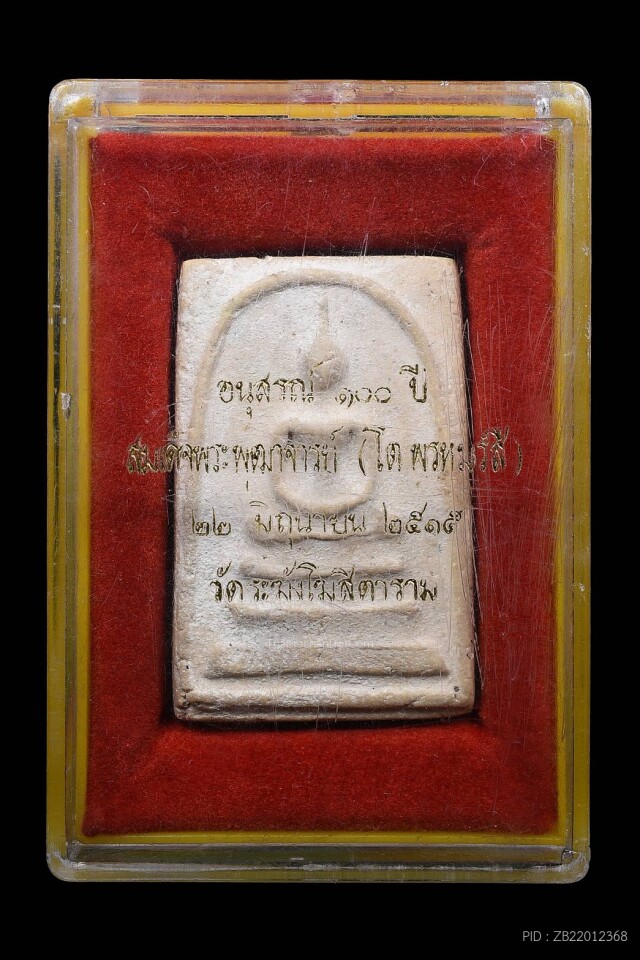 อนุสรณ์ ๑๐๐ ปี
สมเด็จพระพุฒาจารย์ (โต พรหมรังสี)
๒๒ มิถุนายน ๒๕๑๕
วัดระฆังโฆสิตาราม
PID : ZB22012368